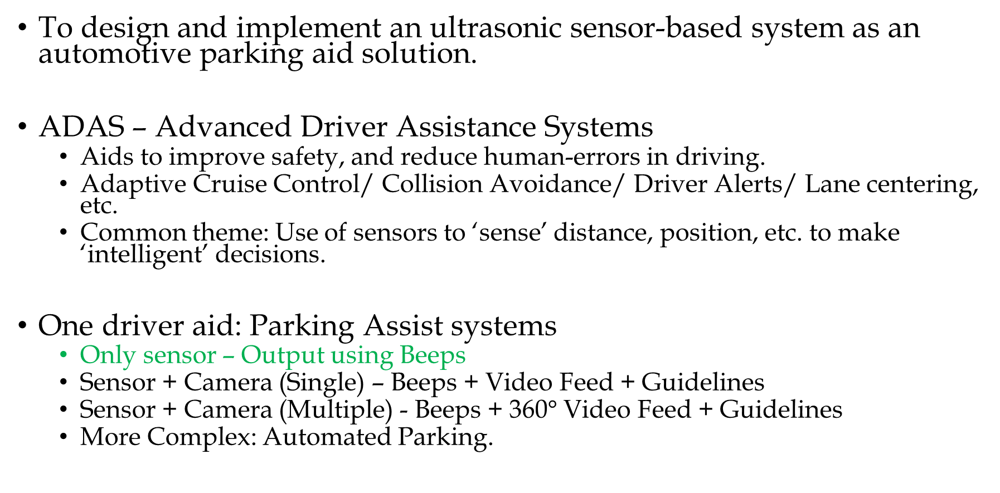 • To design and implement an ultrasonic sensor-based system as an
automotive parking aid solution.
• ADAS – Advanced Driver Assistance Systems
• Aids to improve safety, and reduce human-errors in driving.
• Adaptive Cruise Control/ Collision Avoidance/ Driver Alerts/ Lane centering,
etc.
• Common theme: Use of sensors to ‘sense’ distance, position, etc. to make
‘intelligent’ decisions.
• One driver aid: Parking Assist systems
• Only sensor – Output using Beeps
• Sensor + Camera (Single) – Beeps + Video Feed + Guidelines
• Sensor + Camera (Multiple) - Beeps + 360° Video Feed + Guidelines
• More Complex: Automated Parking.